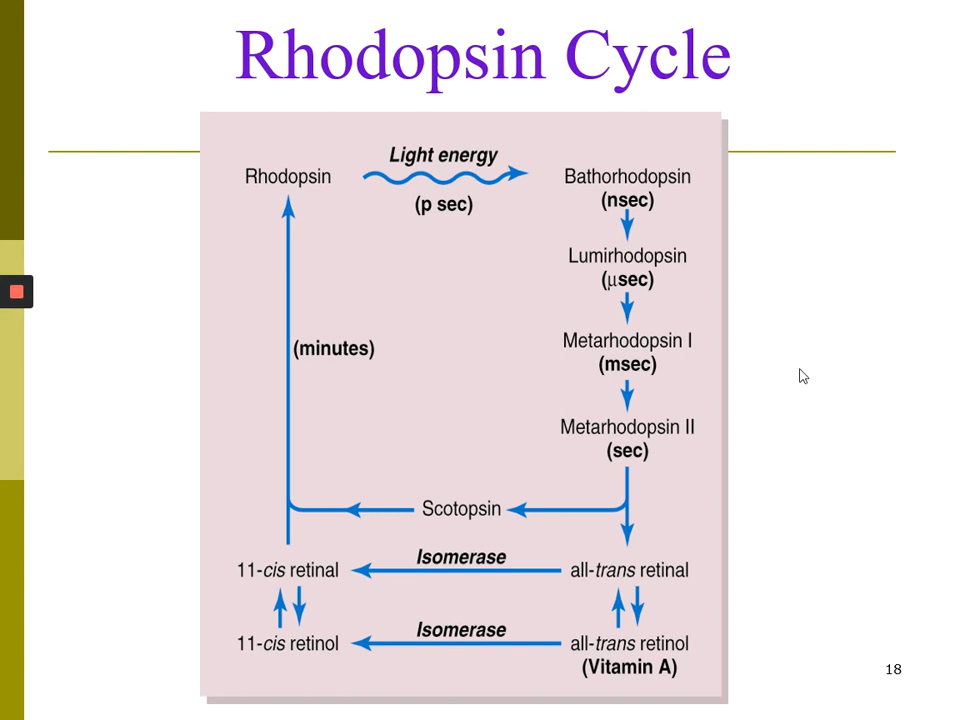 Rhodopsin Cycle
Light energy
Rhodopsin
Bathorhodopsin
(p sec)
(nsec)
Lumirhodopsin
(μsec)
(minutes)
Metarhodopsin I
(msec)
Metarhodopsin II
(sec)
Scotopsin
Isomerase
11-cis retinal
all-trans retinal
Isomerase
11-cis retinol
all-trans retinol
(Vitamin A)
18